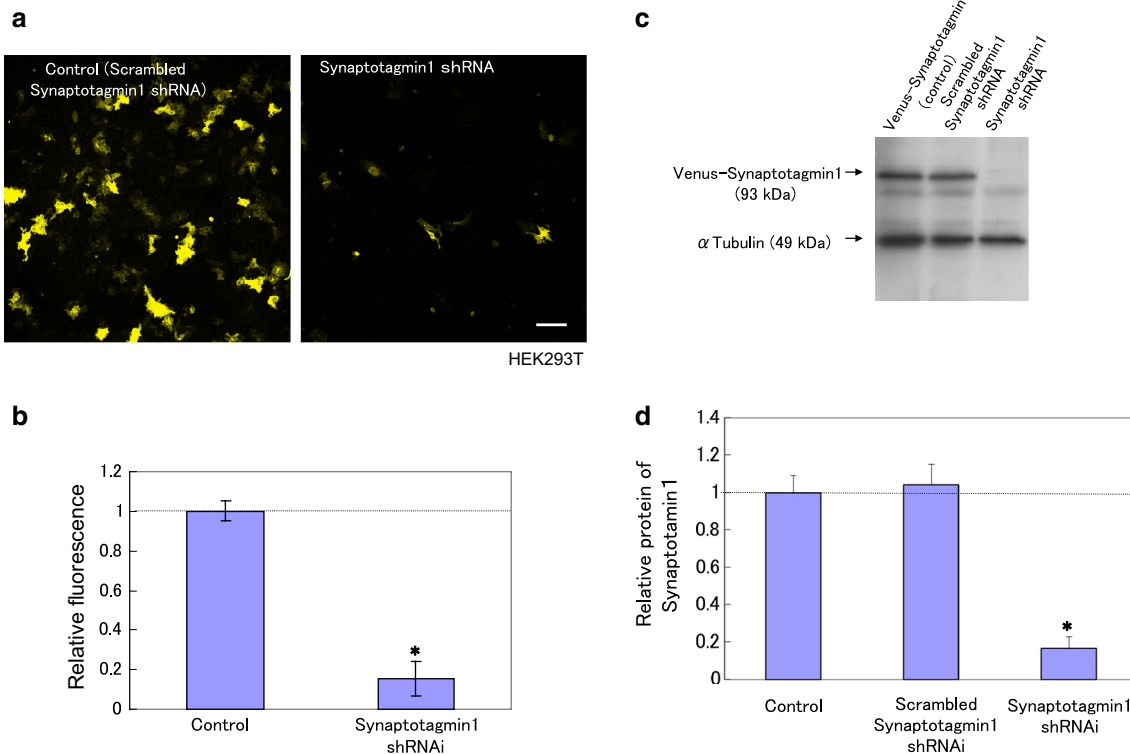 a
Control (Scrambled
Synaptotagmin1 shRNA)
Synaptotagmin1 shRNA
HEK293T
b
Relative fluorescence
1.2
1
0.8
0.6
0.4
0.2
0
*
Control
Synaptotagmin1
shRNAi
c
Venus-Synaptotagmin
(control)
Scrambled
Synaptotagmin1
shRNA
Synaptotagmin1
shRNA
Venus-Synaptotagmin1
(93 kDa)
α Tubulin (49 kDa)
d
Relative protein of
Synaptotamin1
1.4
1.2
1
0.8
0.6
0.4
0.2
0
*
Control
Scrambled
Synaptotagmin1
shRNAi
Synaptotagmin1
shRNAi